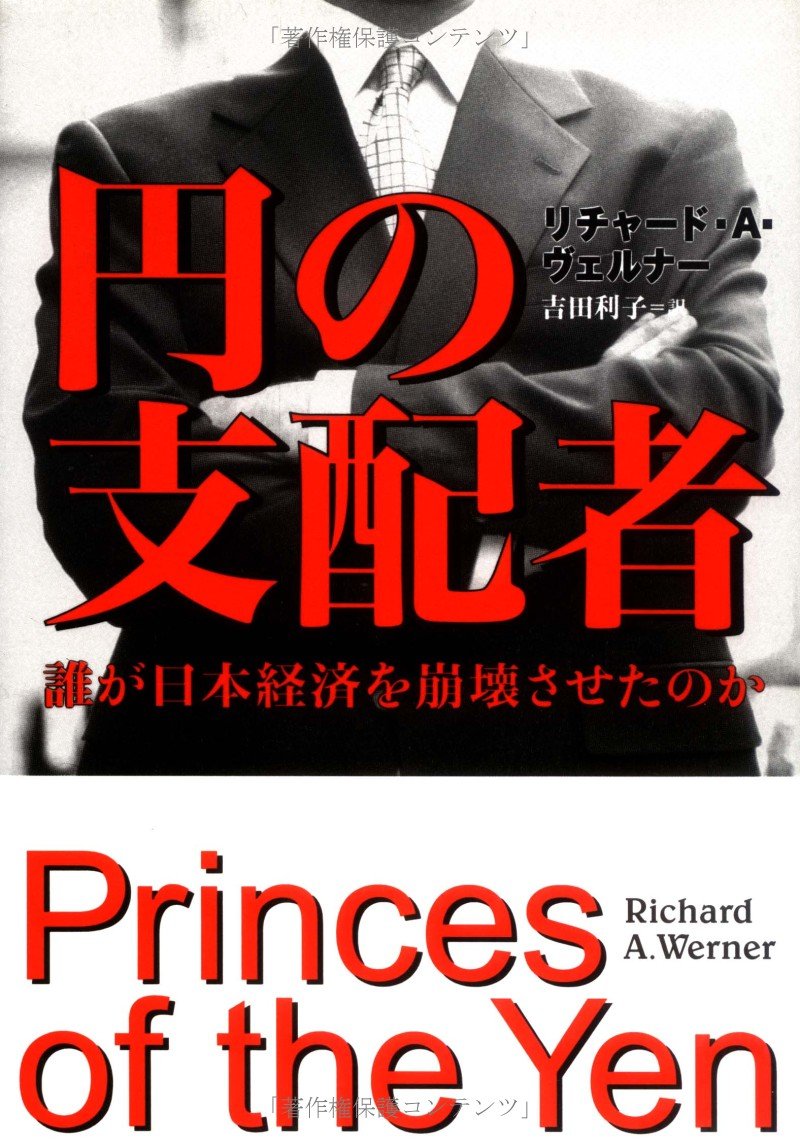 「著作権保護コンテンツ」
円の
支配者
リチャード・A・
ヴェルナー
吉田利子=訳
誰が日本経済を崩壊させたのか
Princes
of the Yen
Richard
A.Werner
「著作権保護コンテンツ」